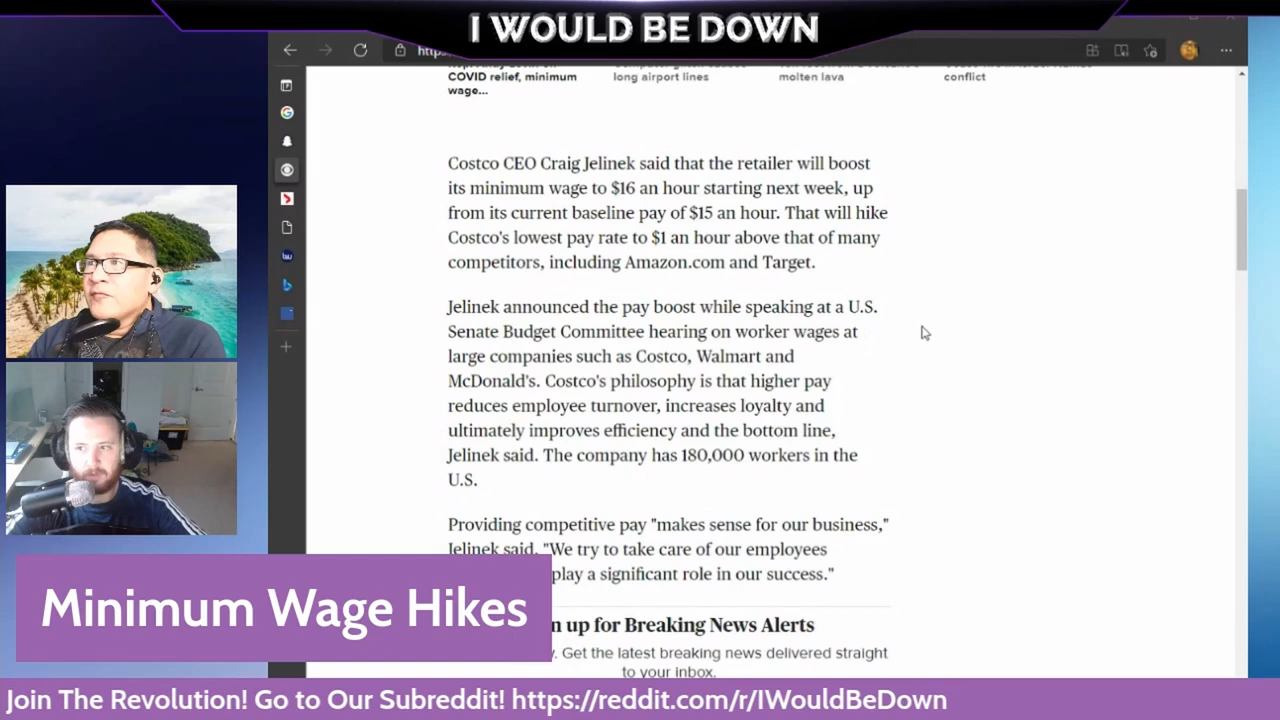 I WOULD BE DOWN
COVID relief, minimum
wage...
long airport lines
molten lava
conflict
Costco CEO Craig Jelinek said that the retailer will boost
its minimum wage to $16 an hour starting next week, up
from its current baseline pay of $15 an hour. That will hike
Costco's lowest pay rate to $1 an hour above that of many
competitors, including Amazon.com and Target.
Jelinek announced the pay boost while speaking at a U.S.
Senate Budget Committee hearing on worker wages at
large companies such as Costco, Walmart and
McDonald's. Costco's philosophy is that higher pay
reduces employee turnover, increases loyalty and
ultimately improves efficiency and the bottom line,
Jelinek said. The company has 180,000 workers in the
U.S.
Providing competitive pay "makes sense for our business,"
Jelinek said. "We try to take care of our employees
play a significant role in our success."
Minimum Wage Hikes
up for Breaking News Alerts
Get the latest breaking news delivered straight
to your inbox.
Join The Revolution! Go to Our Subreddit! https://reddit.com/r/IWouldBeDown